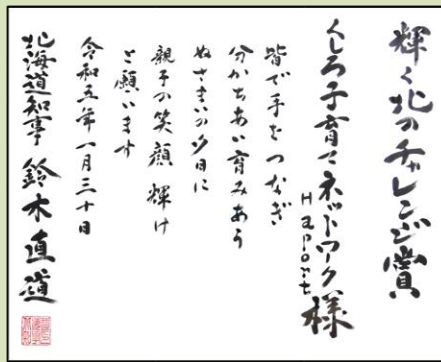 輝く北のチャレンジ賞
くしろ子育てネットワーク様
Happort
皆で手をつなぎ
分かちあい育みあう
ぬさまいの夕日に
親子の笑顔 輝け
と願います
令和五年一月三十日
北海道知事 鈴木直道